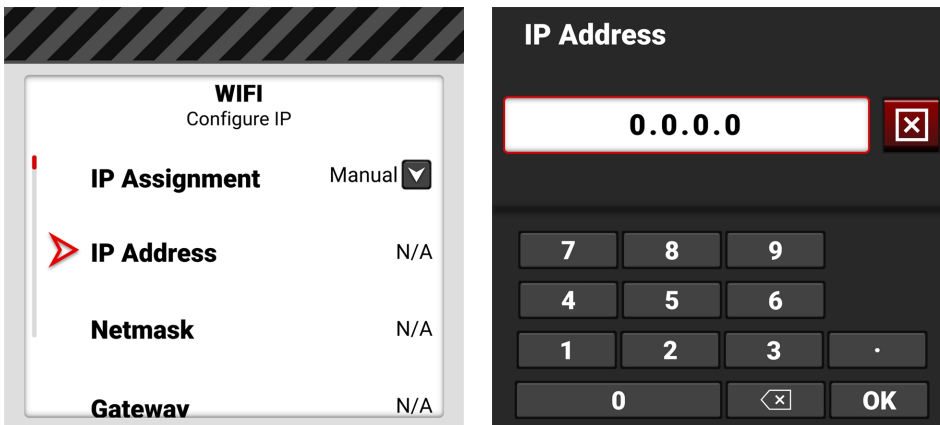 WIFI
Configure IP
IP Assignment Manual
IP Address N/A
Netmask N/A
Gateway N/A
IP Address
0.0.0.0
7 8 9
4 5 6
1 2 3 .
0 OK